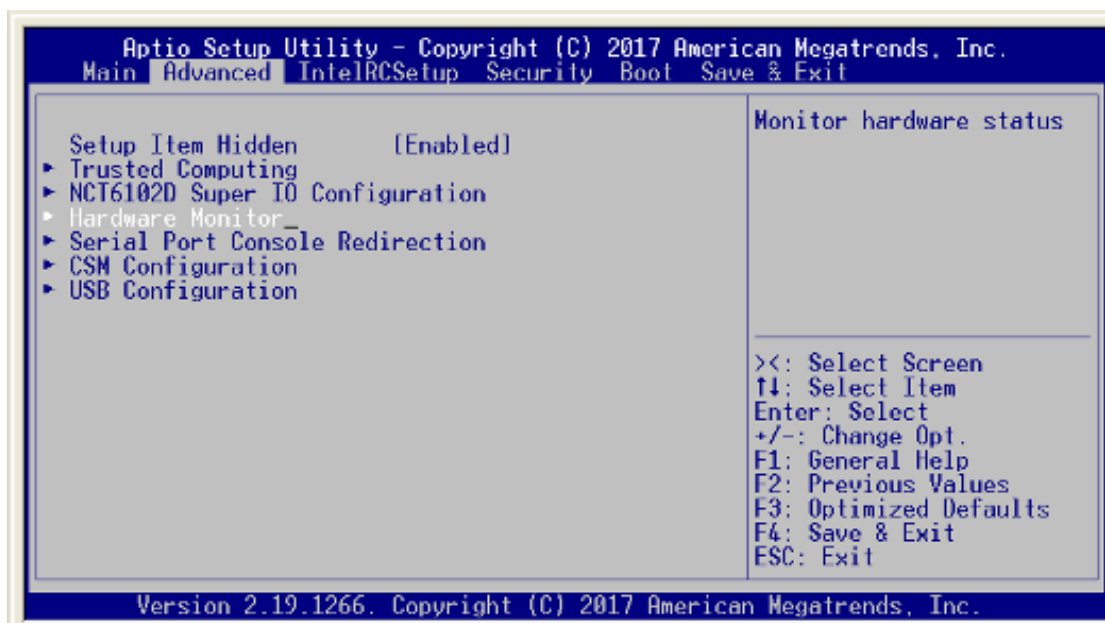 Aptio Setup Utility - Copyright (C) 2017 American Megatrends, Inc.
Main Advanced IntelRCSetup Security Boot Save & Exit
Setup Item Hidden [Enabled]
► Trusted Computing
► NCT6102D Super IO Configuration
► Hardware Monitor_
► Serial Port Console Redirection
► CSM Configuration
► USB Configuration
Monitor hardware status
><: Select Screen
↑↓: Select Item
Enter: Select
+/-: Change Opt.
F1: General Help
F2: Previous Values
F3: Optimized Defaults
F4: Save & Exit
ESC: Exit
Version 2.19.1266. Copyright (C) 2017 American Megatrends, Inc.